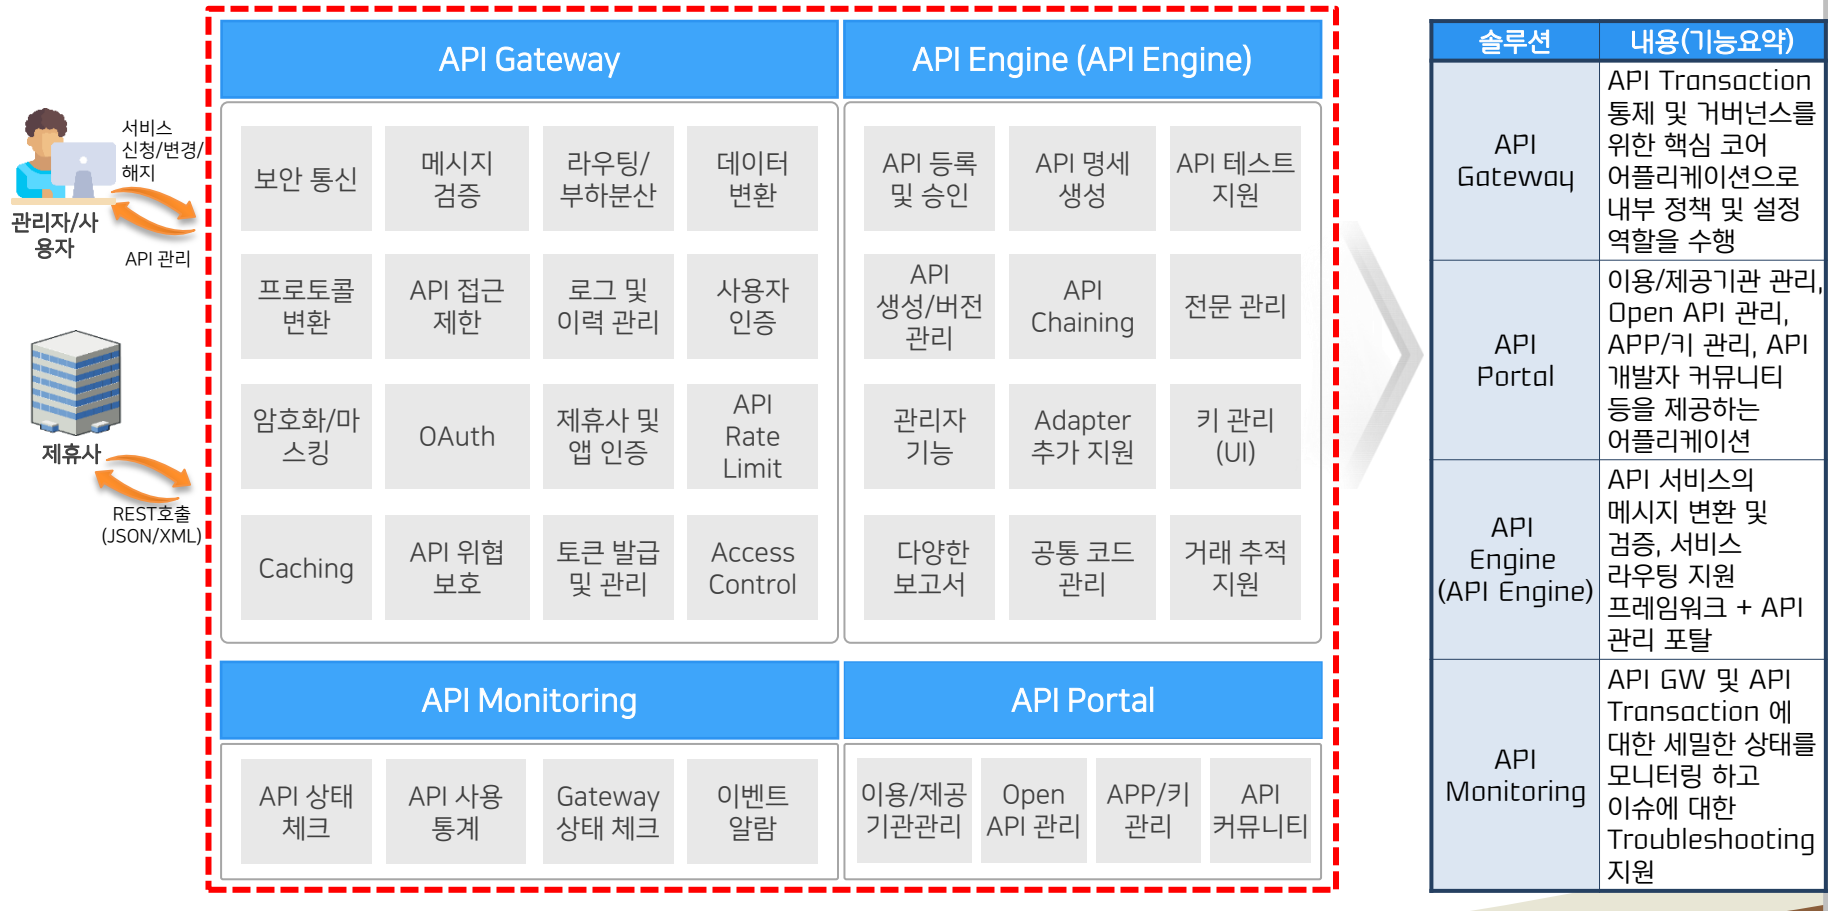 API Gateway
API Engine (API Engine)
서비스
신청/변경/
해지
관리자/사
용자
API 관리
제휴사
REST호출
(JSON/XML)
보안 통신
메시지
검증
라우팅/
부하분산
데이터
변환
프로토콜
변환
API 접근
제한
로그 및
이력 관리
사용자
인증
암호화/마
스킹
OAuth
제휴사 및
앱 인증
API
Rate
Limit
Caching
API 위협
보호
토큰 발급
및 관리
Access
Control
API 등록
및 승인
API 명세
생성
API 테스트
지원
API
생성/버전
관리
API
Chaining
전문 관리
관리자
기능
Adapter
추가 지원
키 관리
(UI)
다양한
보고서
공통 코드
관리
거래 추적
지원
API Monitoring
API 상태
체크
API 사용
통계
Gateway
상태 체크
이벤트
알람
API Portal
이용/제공
기관관리
Open
API 관리
APP/키
관리
API
커뮤니티
솔루션
내용(기능요약)
API
Gateway
API Transaction
통제 및 거버넌스를
위한 핵심 코어
어플리케이션으로
내부 정책 및 설정
역할을 수행
API
Portal
이용/제공기관 관리,
Open API 관리,
APP/키 관리, API
개발자 커뮤니티
등을 제공하는
어플리케이션
API
Engine
(API Engine)
API 서비스의
메시지 변환 및
검증, 서비스
라우팅 지원
프레임워크 + API
관리 포탈
API
Monitoring
API GW 및 API
Transaction 에
대한 세밀한 상태를
모니터링 하고
이슈에 대한
Troubleshooting
지원